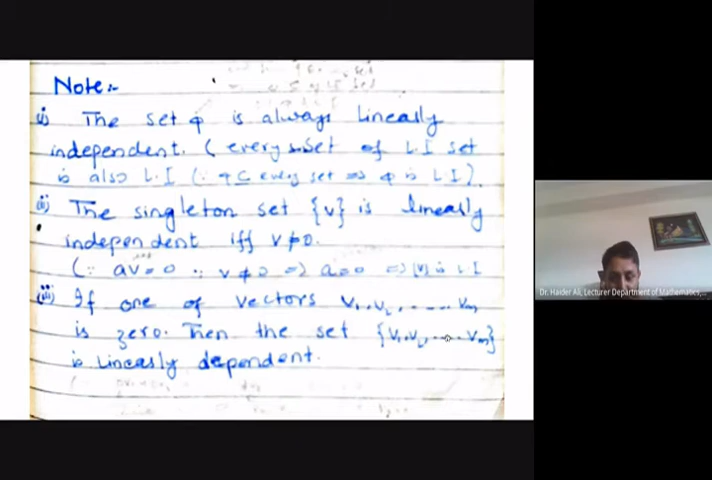 Note:-
(i) The set φ is always linearly
independent. ( every subset of L.I set
is also L.I (∵ φ ⊆ every set ⇒ φ is L.I).
(ii) The singleton set {v} is linearly
independent iff v≠0.
(∵ av=0 ∵ v≠0 ⇒ a=0 ⇒ {v} is L.I
(iii) If one of vectors v₁,v₂,.....vₘ
is zero. Then the set {v₁,v₂,....vₘ}
is linearly dependent.
Dr. Haider Ali, Lecturer Department of Mathematics,...